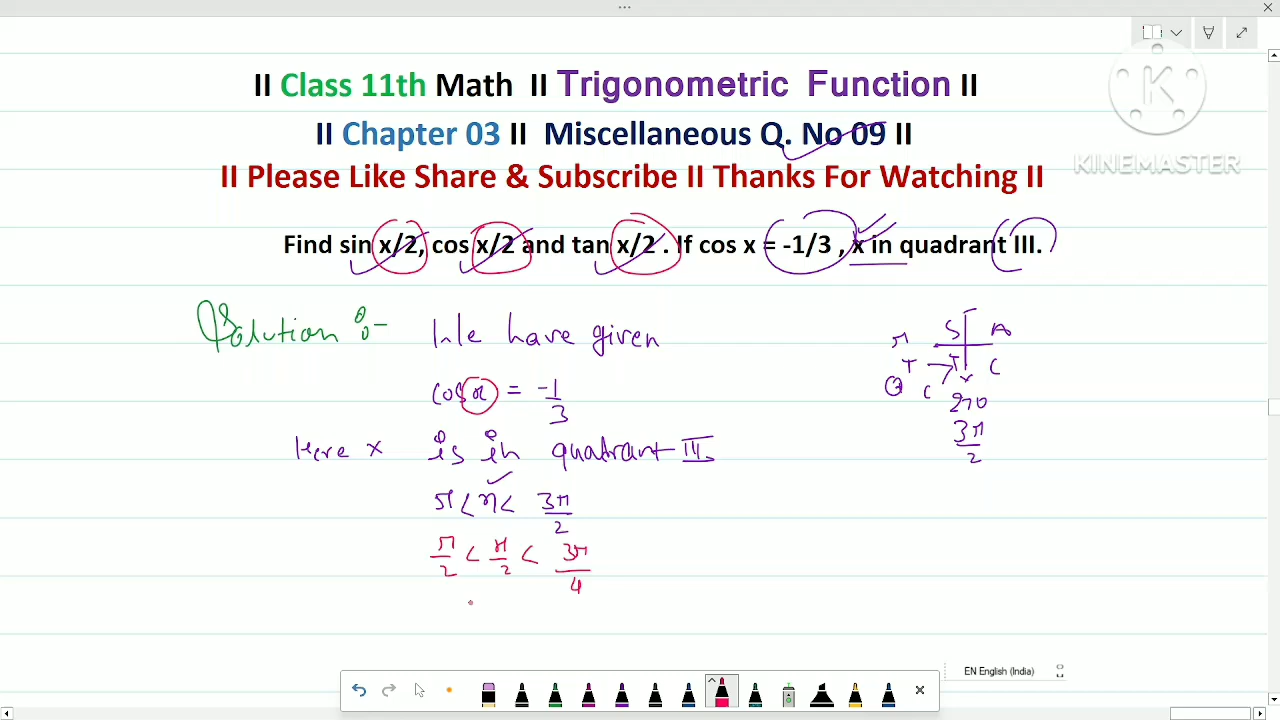 II Class 11th Math II Trigonometric Function II
II Chapter 03 II Miscellaneous Q. No 09 II
II Please Like Share & Subscribe II Thanks For Watching II
K
KINEMASTER
Find sin x/2, cos x/2 and tan x/2 . If cos x = -1/3 , x in quadrant III.
Solution :-
We have given
cos x = -1/3
Here x is in quadrant III
π < x < 3π/2
π/2 < x/2 < 3π/4
S A
π
T T C
C
270
3π/2
EN English (India)